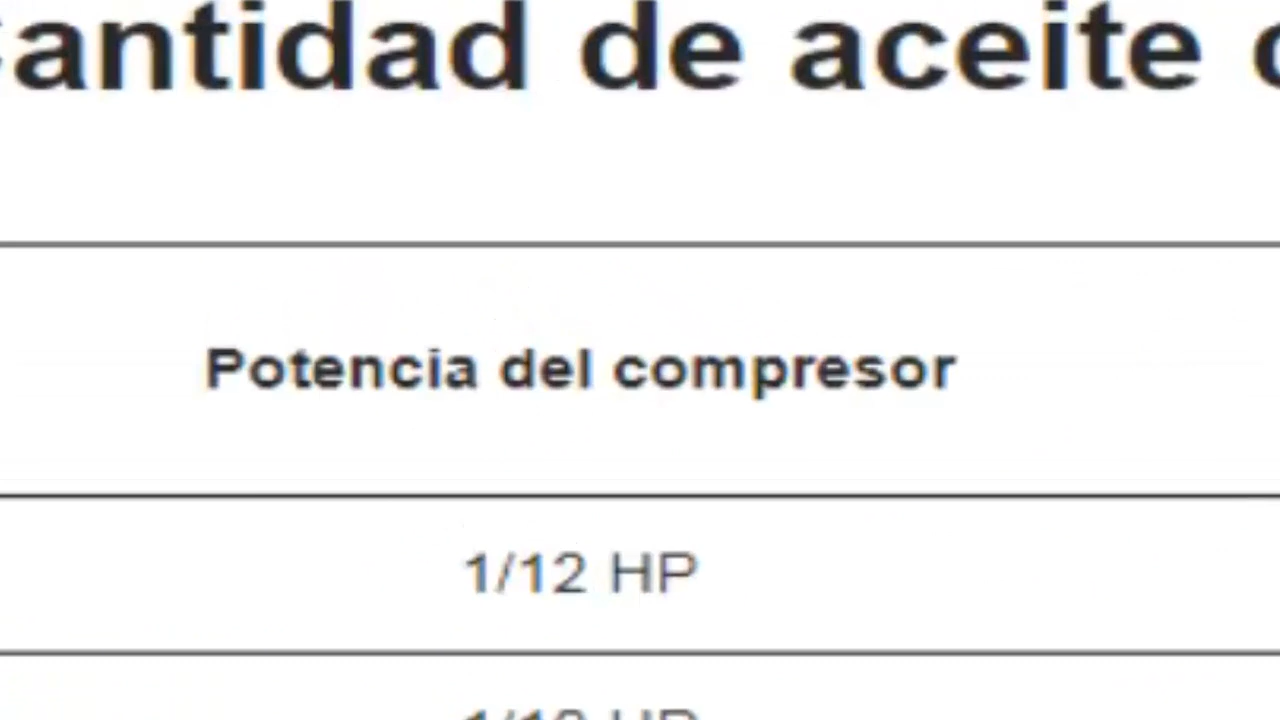 antidad de aceite
Potencia del compresor
1/12 HP